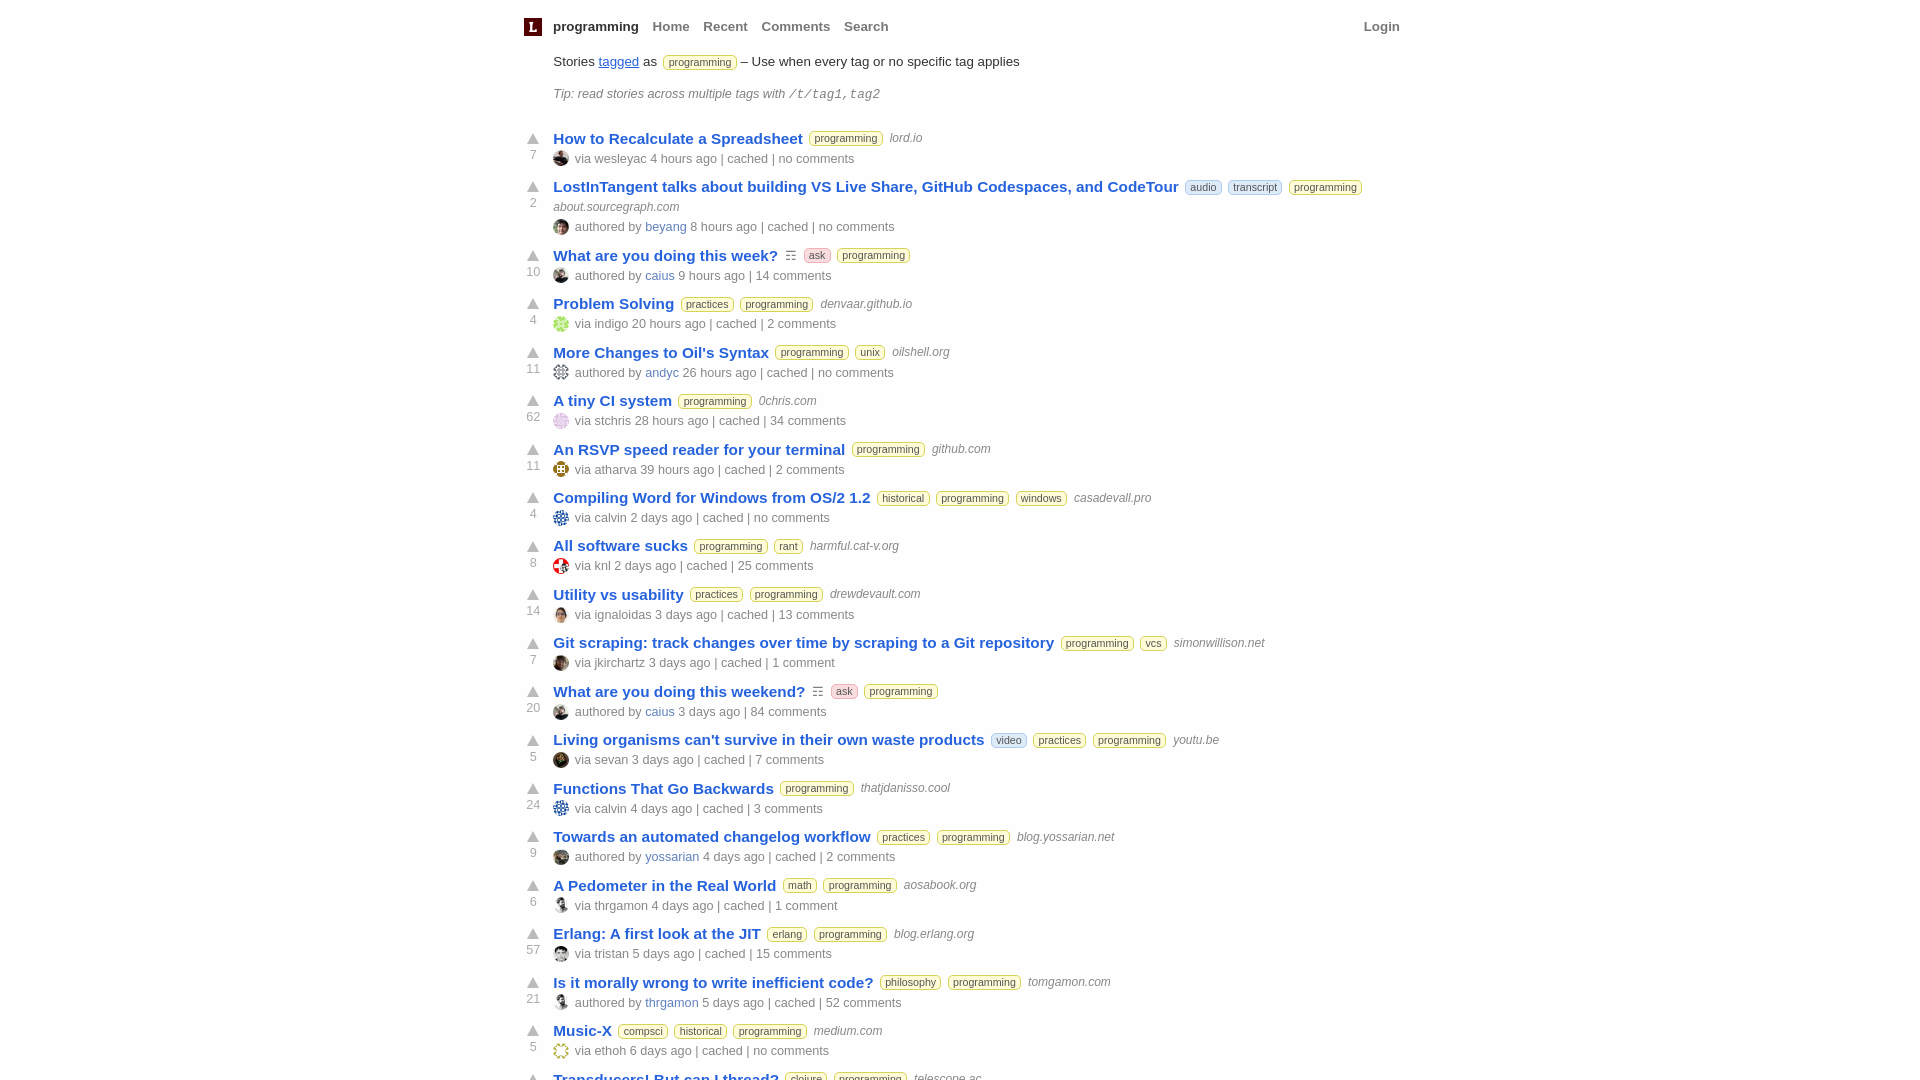 L programming Home Recent Comments Search Login
Stories tagged as programming – Use when every tag or no specific tag applies
Tip: read stories across multiple tags with /t/tag1,tag2
How to Recalculate a Spreadsheet programming lord.io
7 via wesleyac 4 hours ago | cached | no comments
LostInTangent talks about building VS Live Share, GitHub Codespaces, and CodeTour audio transcript programming
2 about.sourcegraph.com
authored by beyang 8 hours ago | cached | no comments
What are you doing this week? ☶ ask programming
10 authored by caius 9 hours ago | 14 comments
Problem Solving practices programming denvaar.github.io
4 via indigo 20 hours ago | cached | 2 comments
More Changes to Oil's Syntax programming unix oilshell.org
11 authored by andyc 26 hours ago | cached | no comments
A tiny CI system programming 0chris.com
62 via stchris 28 hours ago | cached | 34 comments
An RSVP speed reader for your terminal programming github.com
11 via atharva 39 hours ago | cached | 2 comments
Compiling Word for Windows from OS/2 1.2 historical programming windows casadevall.pro
4 via calvin 2 days ago | cached | no comments
All software sucks programming rant harmful.cat-v.org
8 via knl 2 days ago | cached | 25 comments
Utility vs usability practices programming drewdevault.com
14 via ignaloidas 3 days ago | cached | 13 comments
Git scraping: track changes over time by scraping to a Git repository programming vcs simonwillison.net
7 via jkirchartz 3 days ago | cached | 1 comment
What are you doing this weekend? ☶ ask programming
20 authored by caius 3 days ago | 84 comments
Living organisms can't survive in their own waste products video practices programming youtu.be
5 via sevan 3 days ago | cached | 7 comments
Functions That Go Backwards programming thatjdanisso.cool
24 via calvin 4 days ago | cached | 3 comments
Towards an automated changelog workflow practices programming blog.yossarian.net
9 authored by yossarian 4 days ago | cached | 2 comments
A Pedometer in the Real World math programming aosabook.org
6 via thrgamon 4 days ago | cached | 1 comment
Erlang: A first look at the JIT erlang programming blog.erlang.org
57 via tristan 5 days ago | cached | 15 comments
Is it morally wrong to write inefficient code? philosophy programming tomgamon.com
21 authored by thrgamon 5 days ago | cached | 52 comments
Music-X compsci historical programming medium.com
5 via ethoh 6 days ago | cached | no comments
Transducers! But can I thread? clojure programming telescope.ac